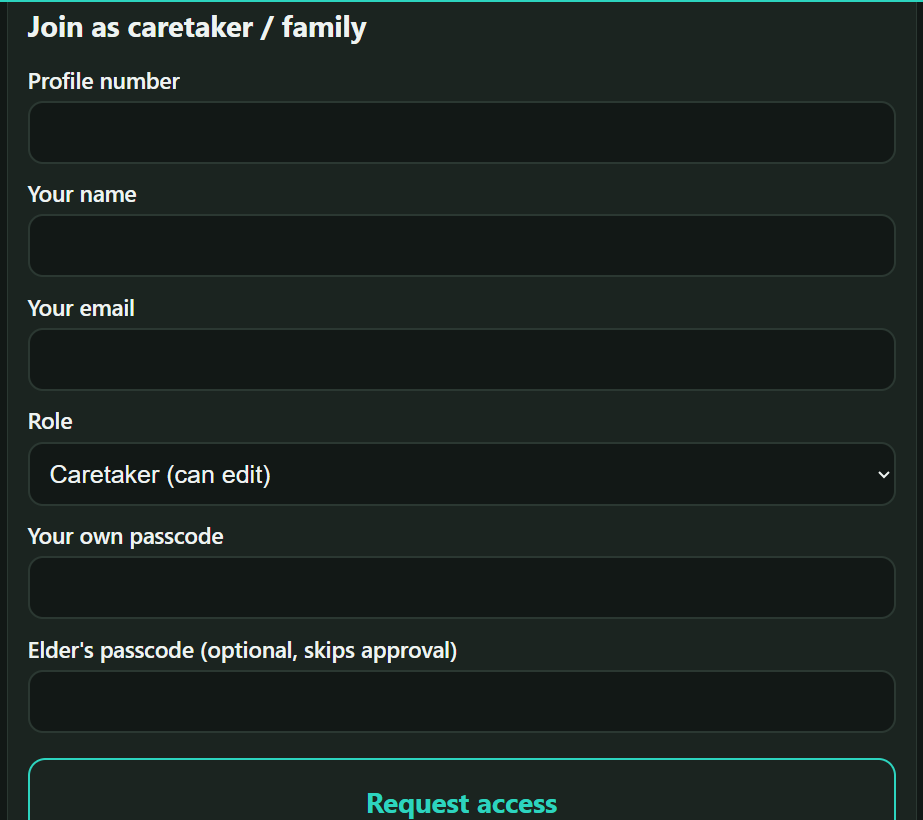 Join as caretaker / family
Profile number
Your name
Your email
Role
Caretaker (can edit)
Your own passcode
Elder's passcode (optional, skips approval)
Request access